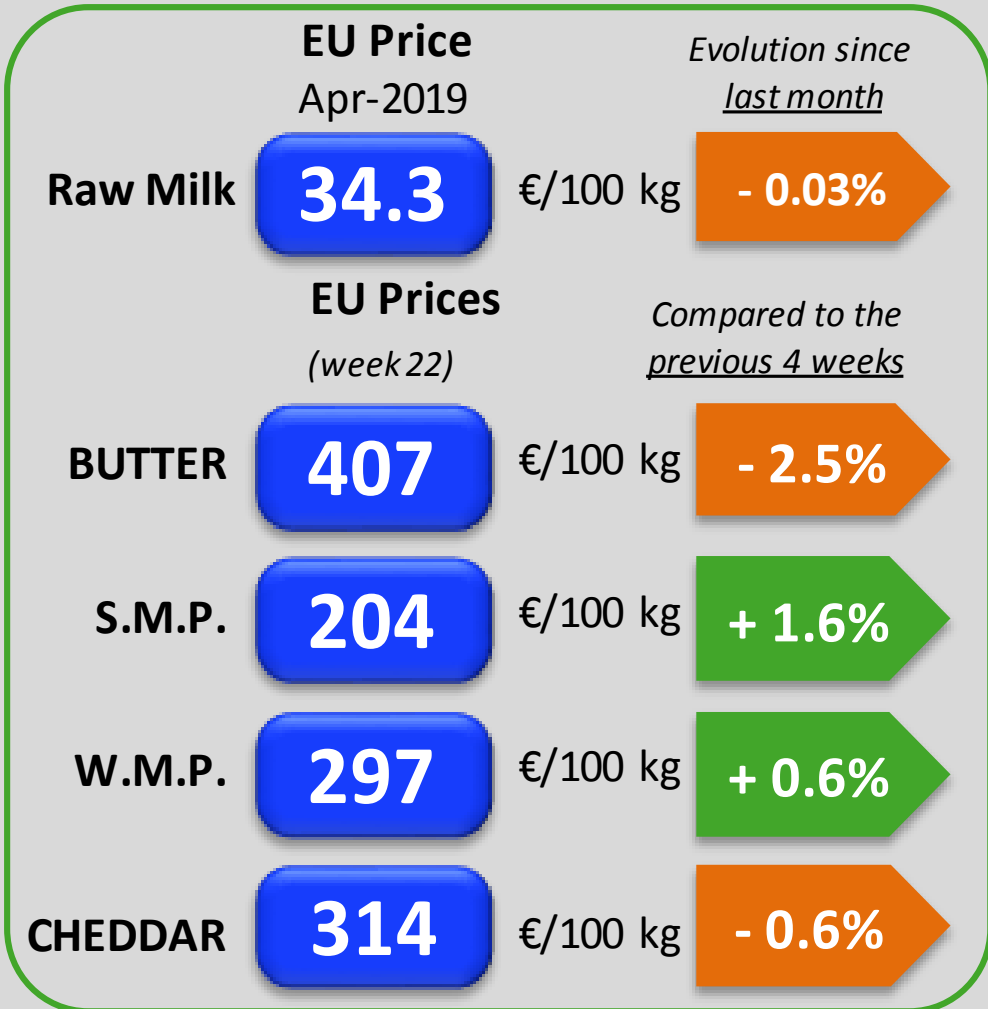 EU Price
Apr-2019
Evolution since
last month
Raw Milk 34.3 €/100 kg - 0.03%
EU Prices
(week 22)
Compared to the
previous 4 weeks
BUTTER 407 €/100 kg - 2.5%
S.M.P. 204 €/100 kg + 1.6%
W.M.P. 297 €/100 kg + 0.6%
CHEDDAR 314 €/100 kg - 0.6%